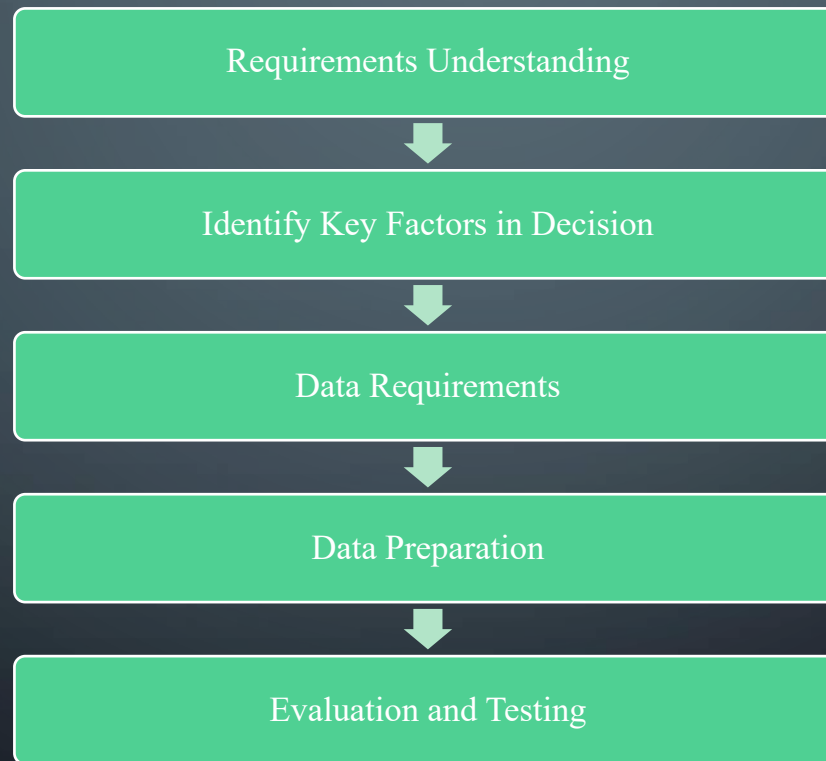 Requirements Understanding
Identify Key Factors in Decision
Data Requirements
Data Preparation
Evaluation and Testing